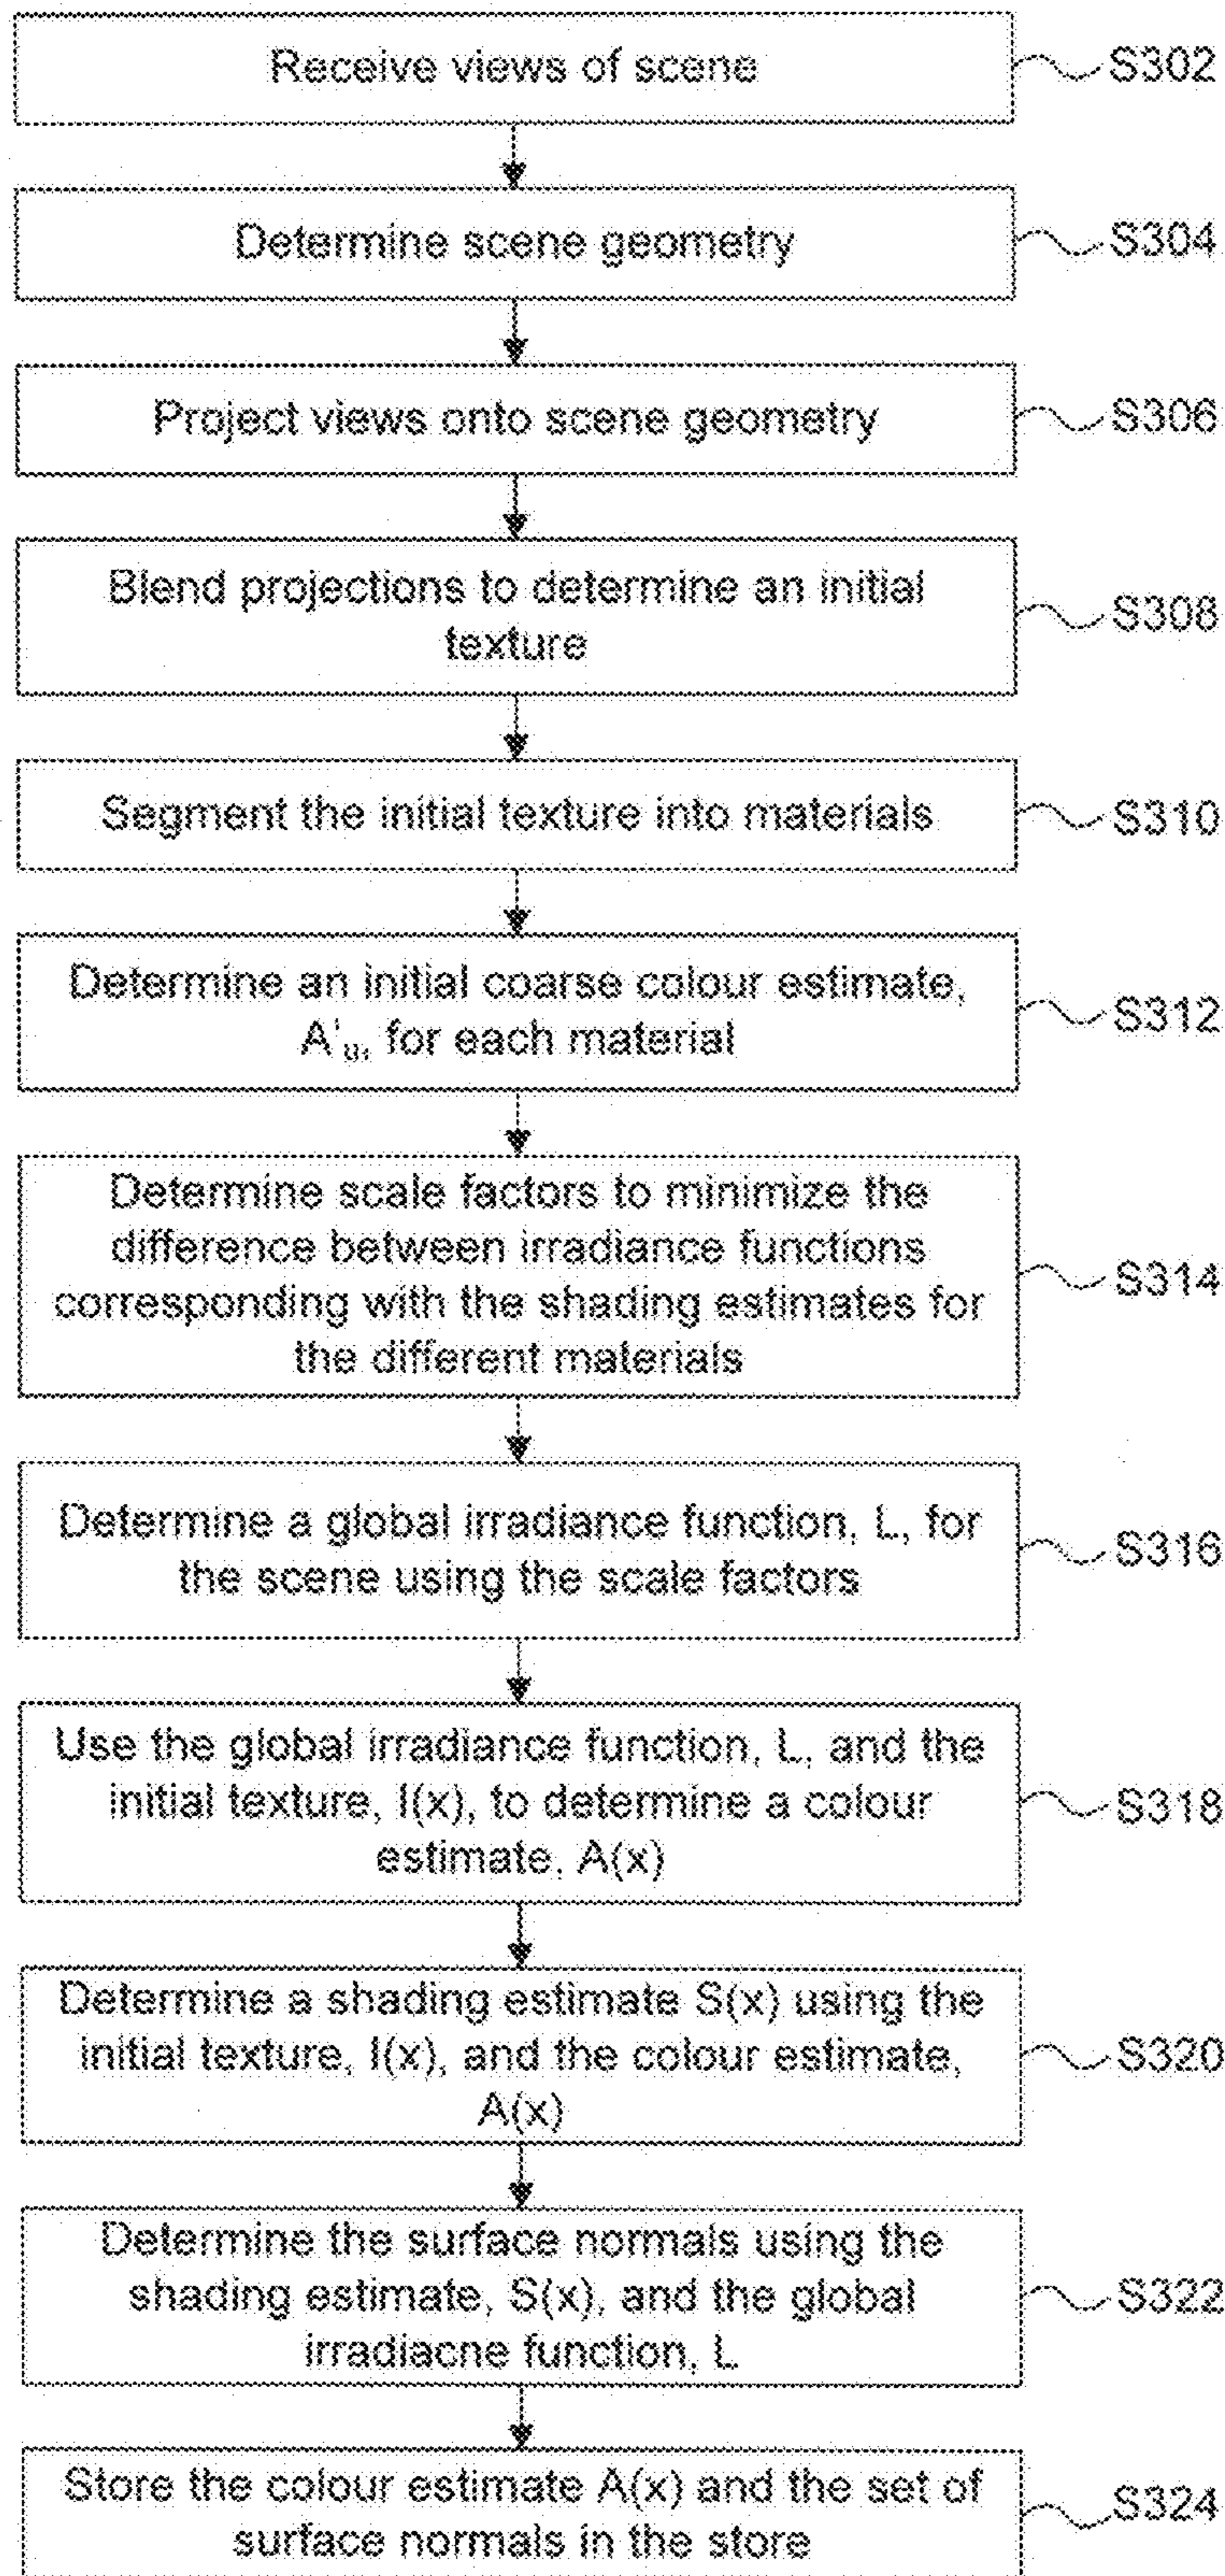 Receive views of scene
S302
Determine scene geometry
S304
Project views onto scene geometry
S306
Blend projections to determine an initial
texture
S308
Segment the initial texture into materials
S310
Determine an initial coarse colour estimate,
A'u, for each material
S312
Determine scale factors to minimize the
difference between irradiance functions
corresponding with the shading estimates for
the different materials
S314
Determine a global irradiance function, L, for
the scene using the scale factors
S316
Use the global irradiance function, L, and the
initial texture, I(x), to determine a colour
estimate, A(x)
S318
Determine a shading estimate S(x) using the
initial texture, I(x), and the colour estimate,
A(x)
S320
Determine the surface normals using the
shading estimate, S(x), and the global
irradiacne function, L
S322
Store the colour estimate A(x) and the set of
surface normals in the store
S324